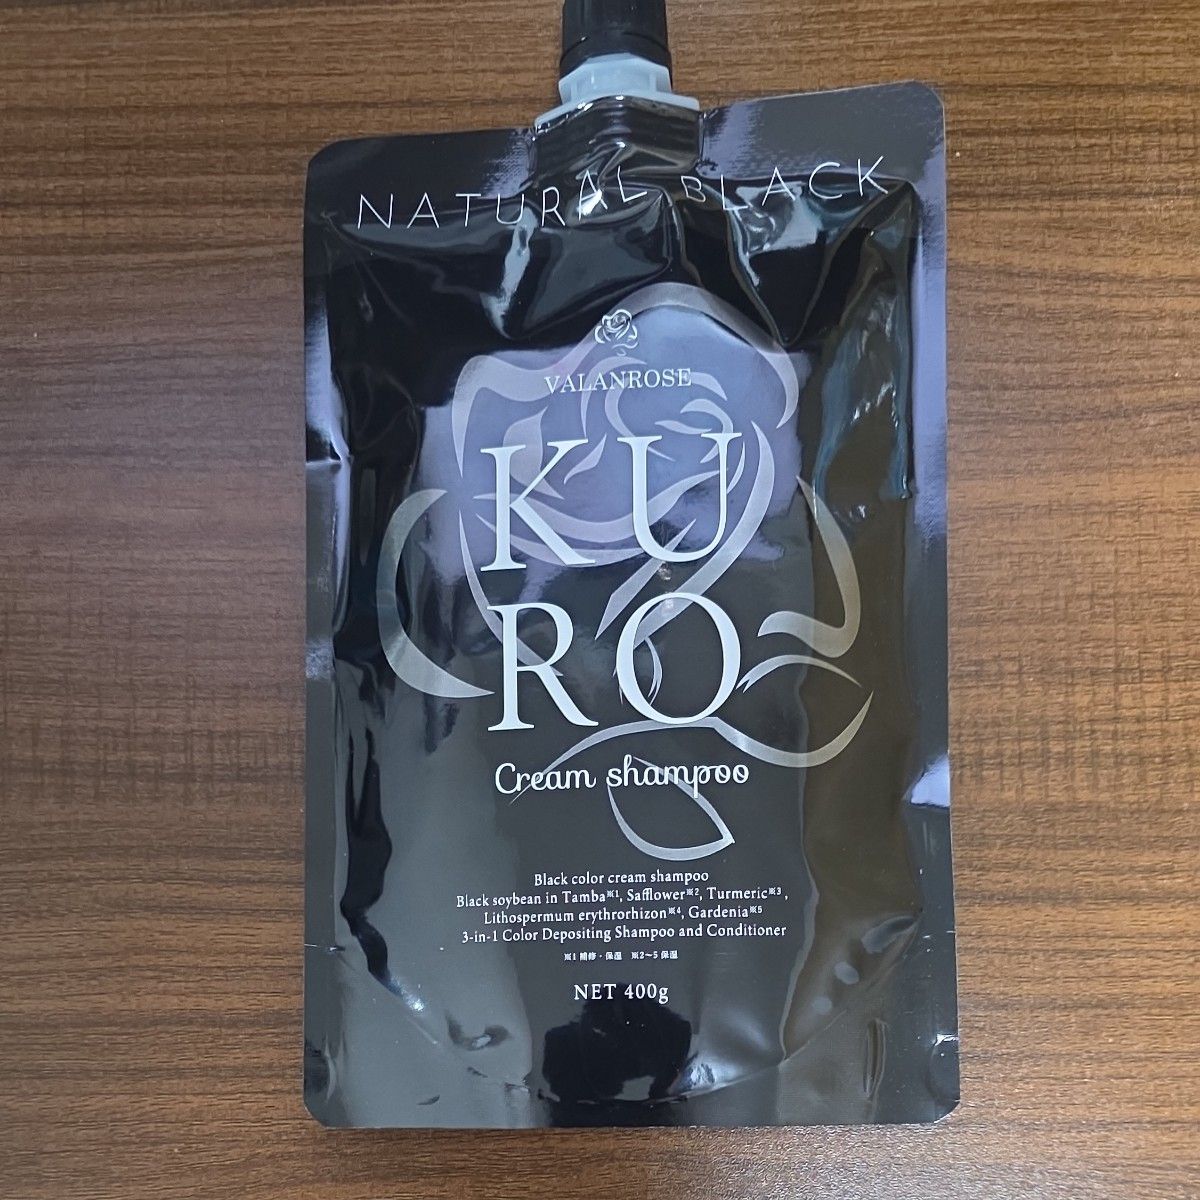 NATURAL BLACK
VALANROSE
KU
RO
Cream shampoo
Black color cream shampoo
Black soybean in Tamba※1, Safflower※2, Turmeric※3,
Lithospermum erythrorhizon※4, Gardenia※5
3-in-1 Color Depositing Shampoo and Conditioner
※1 補修・保湿 ※2〜5 保湿
NET 400g